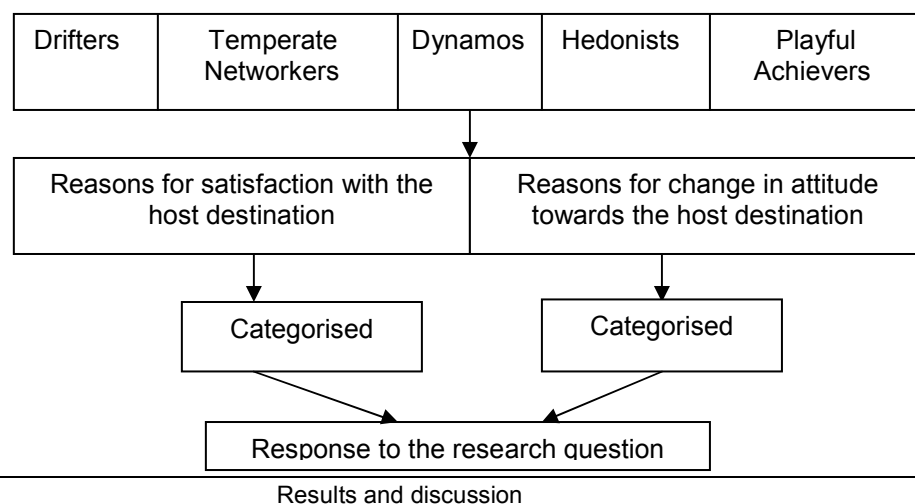 Drifters
Temperate
Networkers
Dynamos
Hedonists
Playful
Achievers
Reasons for satisfaction with the
host destination
Reasons for change in attitude
towards the host destination
Categorised
Categorised
Response to the research question
Results and discussion